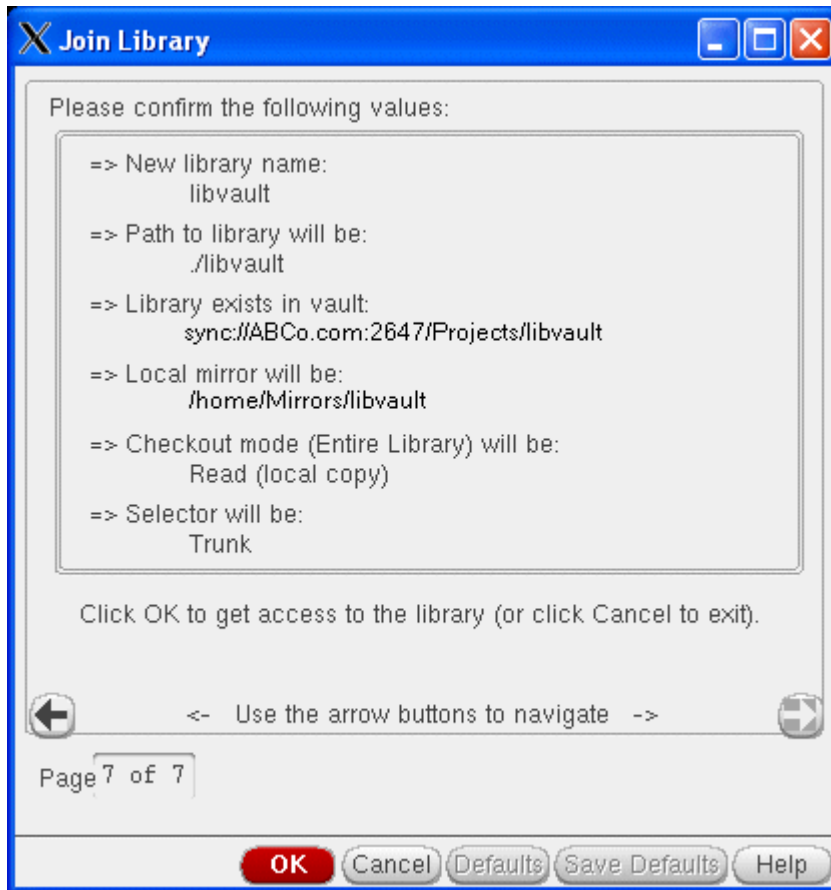 Join Library
Please confirm the following values:
=> New library name:
libvault
=> Path to library will be:
./libvault
=> Library exists in vault:
sync://ABCo.com:2647/Projects/libvault
=> Local mirror will be:
/home/Mirrors/libvault
=> Checkout mode (Entire Library) will be:
Read (local copy)
=> Selector will be:
Trunk
Click OK to get access to the library (or click Cancel to exit).
<- Use the arrow buttons to navigate ->
Page 7 of 7
OK Cancel Defaults Save Defaults Help